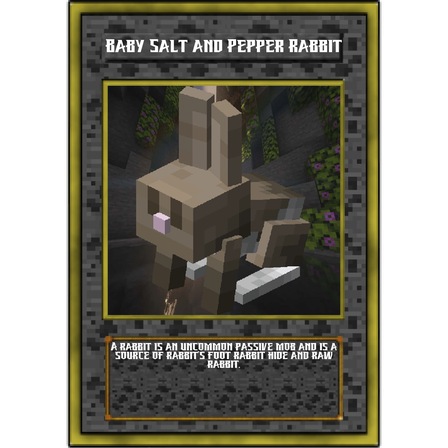 BABY SALT AND PEPPER RABBIT
A RABBIT IS AN UNCOMMON PASSIVE MOB AND IS A
SOURCE OF RABBIT'S FOOT RABBIT HIDE AND RAW
RABBIT.